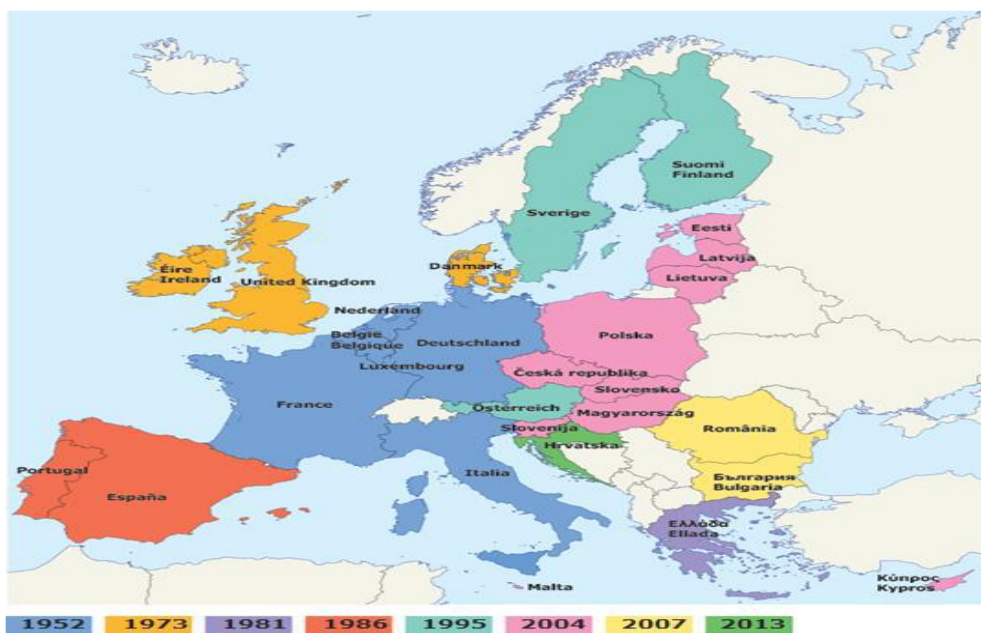 Suomi
Finland
Sverige
Eesti
Latvija
Lietuva
Danmark
Éire
Ireland
United Kingdom
Nederland
België
Belgique
Deutschland
Luxembourg
Polska
Česká republika
Slovensko
France
Österreich
Magyarország
Slovenija
Hrvatska
România
Portugal
España
Italia
България
Bulgaria
Ελλάδα
Ellada
Malta
Κύπρος
Kypros
1952 1973 1981 1986 1995 2004 2007 2013